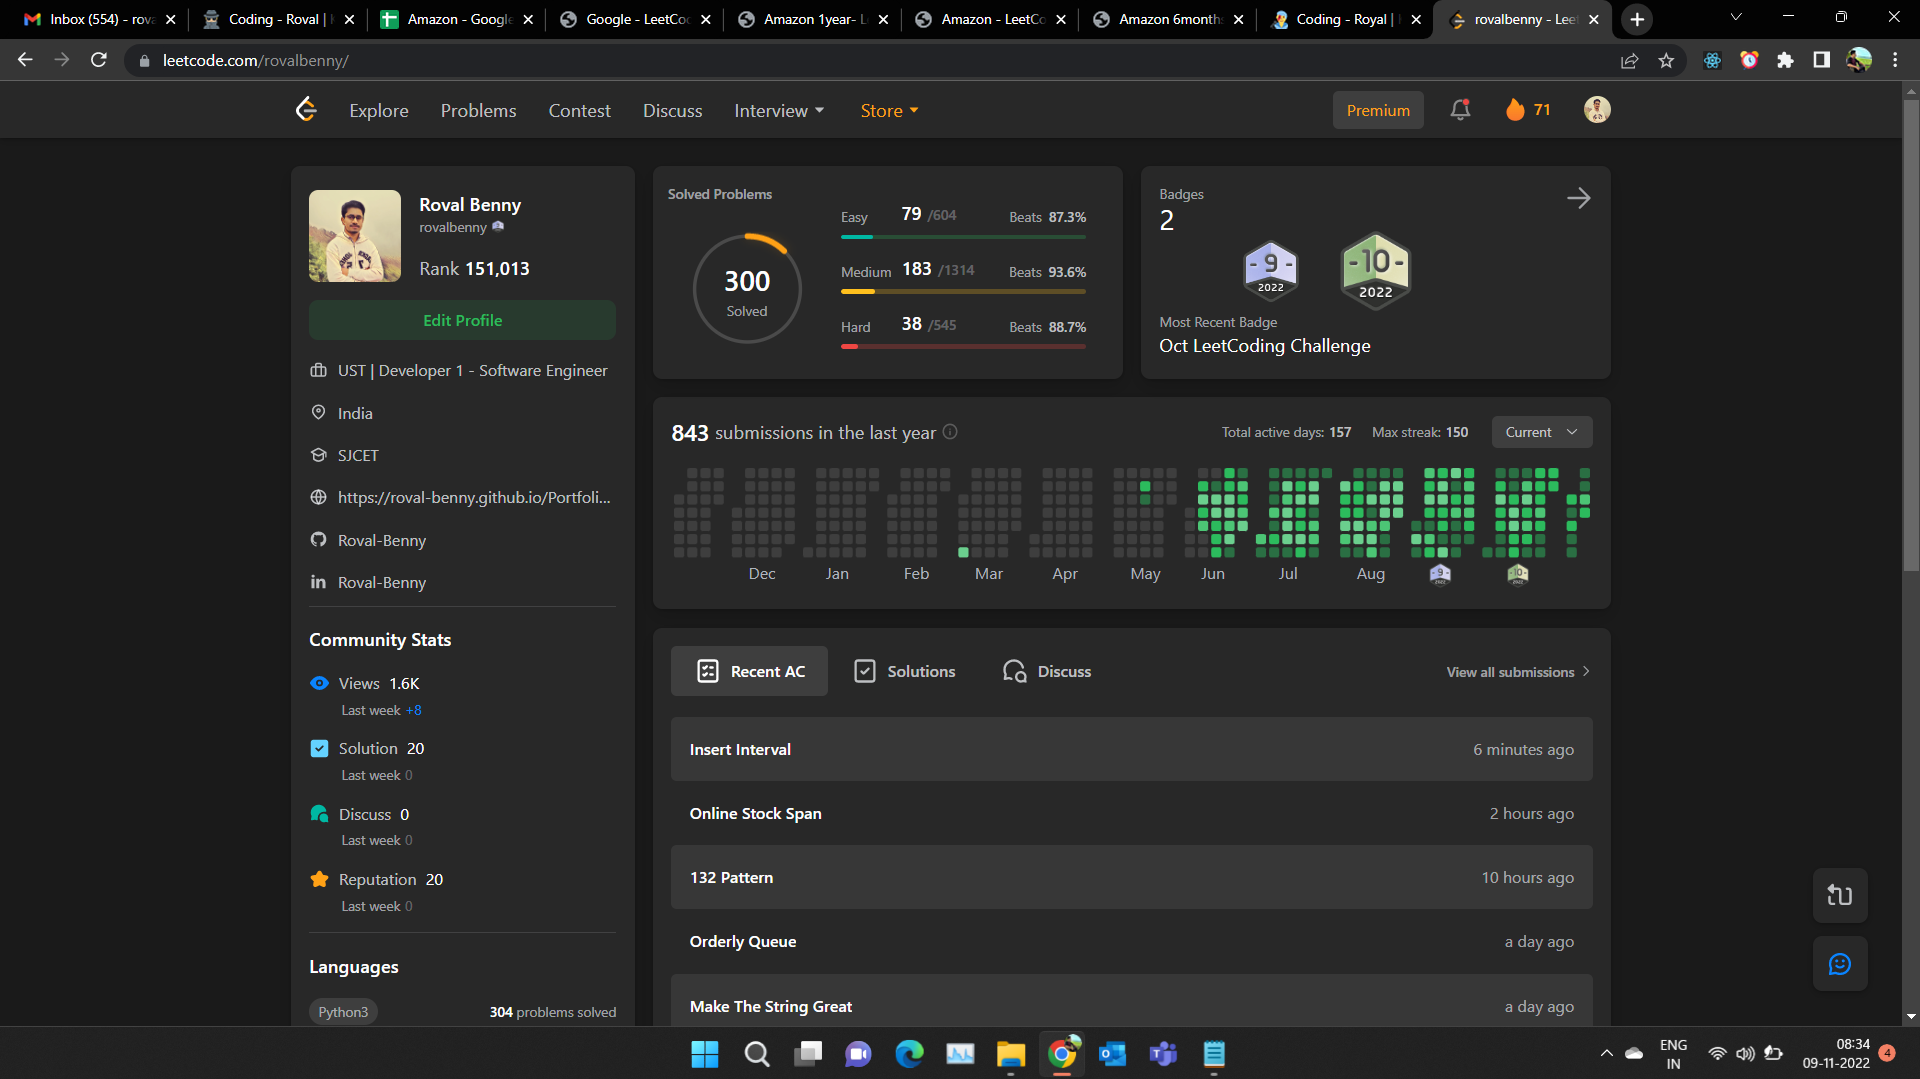 Inbox (554) - rova
Coding - Roval |
Amazon - Google
Google - LeetCo
Amazon 1year- L
Amazon - LeetCo
Amazon 6months
Coding - Royal |
rovalbenny - Lee
leetcode.com/rovalbenny/
Explore
Problems
Contest
Discuss
Interview
Store
Premium
71
Roval Benny
rovalbenny
Rank 151,013
Edit Profile
UST | Developer 1 - Software Engineer
India
SJCET
https://roval-benny.github.io/Portfoli...
Roval-Benny
Roval-Benny
Community Stats
Views 1.6K
Last week +8
Solution 20
Last week 0
Discuss 0
Last week 0
Reputation 20
Last week 0
Languages
Python3
304 problems solved
Solved Problems
300
Solved
Easy 79 /604 Beats 87.3%
Medium 183 /1314 Beats 93.6%
Hard 38 /545 Beats 88.7%
Badges
2
-9-
2022
-10-
2022
Most Recent Badge
Oct LeetCoding Challenge
843 submissions in the last year
Total active days: 157 Max streak: 150
Current
Dec Jan Feb Mar Apr May Jun Jul Aug
Recent AC
Solutions
Discuss
View all submissions
Insert Interval 6 minutes ago
Online Stock Span 2 hours ago
132 Pattern 10 hours ago
Orderly Queue a day ago
Make The String Great a day ago
ENG
IN
08:34
09-11-2022
4